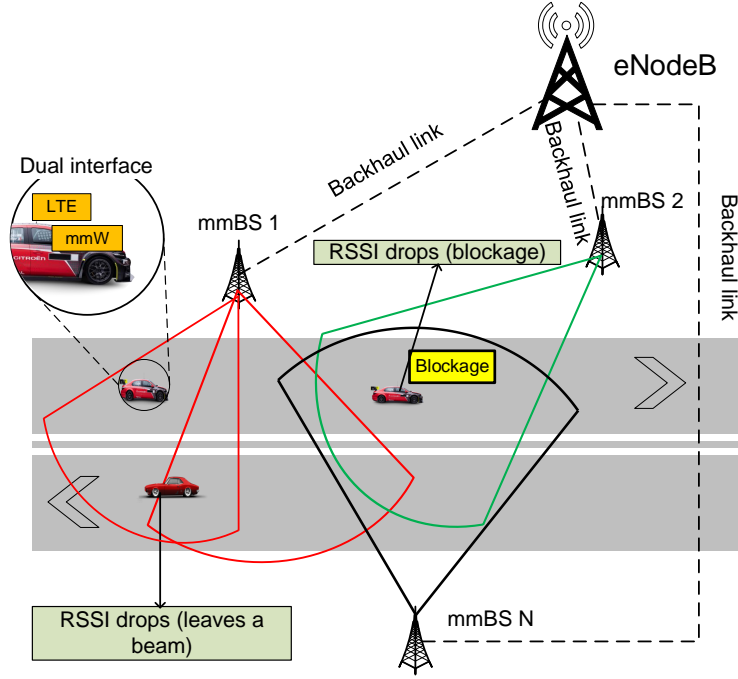 eNodeB
Backhaul link
Backhaul link
Backhaul link
Dual interface
LTE
mmW
CITROËN
mmBS 1
mmBS 2
RSSI drops (blockage)
Blockage
RSSI drops (leaves a
beam)
mmBS N